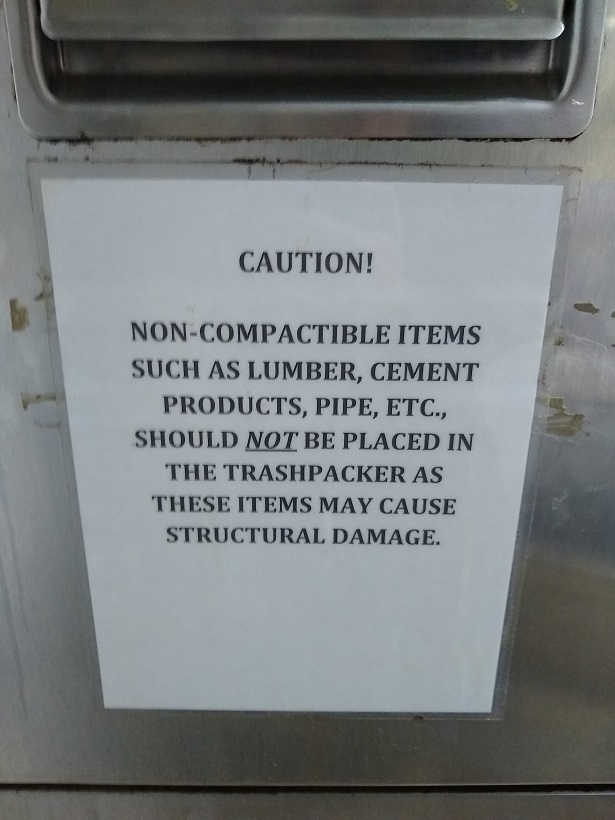 CAUTION!
NON-COMPACTIBLE ITEMS
SUCH AS LUMBER, CEMENT
PRODUCTS, PIPE, ETC.,
SHOULD NOT BE PLACED IN
THE TRASHPACKER AS
THESE ITEMS MAY CAUSE
STRUCTURAL DAMAGE.